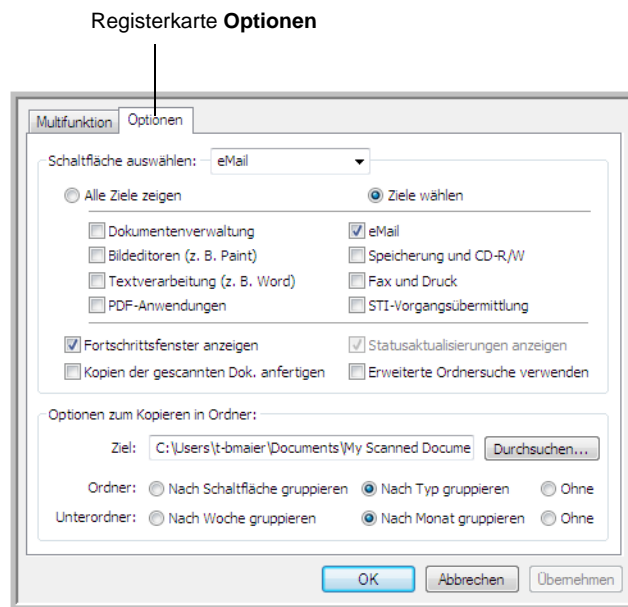 Registerkarte Optionen
Multifunktion Optionen
Schaltfläche auswählen: eMail
Alle Ziele zeigen Ziele wählen
Dokumentenverwaltung eMail
Bildeditoren (z. B. Paint) Speicherung und CD-R/W
Textverarbeitung (z. B. Word) Fax und Druck
PDF-Anwendungen STI-Vorgangsübermittlung
Fortschrittsfenster anzeigen Statusaktualisierungen anzeigen
Kopien der gescannten Dok. anfertigen Erweiterte Ordnersuche verwenden
Optionen zum Kopieren in Ordner:
Ziel: C:\Users\t-bmaier\Documents\My Scanned Docume Durchsuchen...
Ordner: Nach Schaltfläche gruppieren Nach Typ gruppieren Ohne
Unterordner: Nach Woche gruppieren Nach Monat gruppieren Ohne
OK Abbrechen Übernehmen